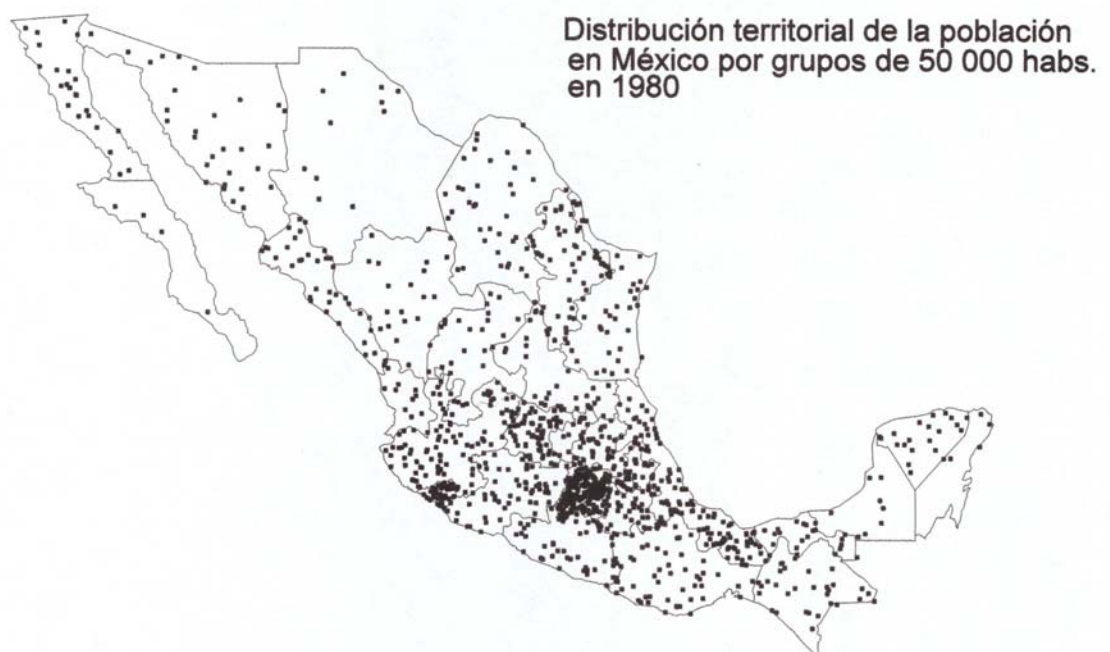 Distribución territorial de la población
en México por grupos de 50 000 habs.
en 1980